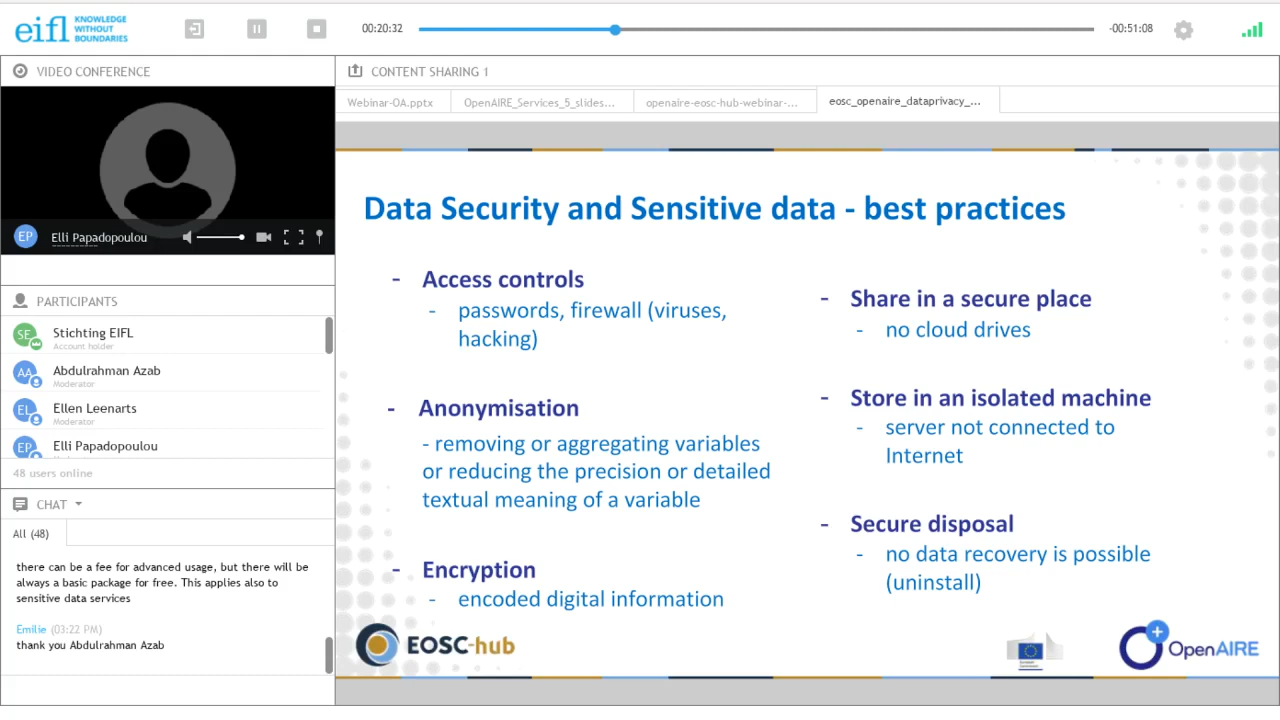 eifl KNOWLEDGE
WITHOUT
BOUNDARIES
00:20:32
-00:51:08
VIDEO CONFERENCE
EP Elli Papadopoulou
PARTICIPANTS
SE Stichting EIFL
Account holder
AA Abdulrahman Azab
Moderator
EL Ellen Leenarts
Moderator
EP Elli Papadopoulou
48 users online
CHAT
All (48)
there can be a fee for advanced usage, but there will be
always a basic package for free. This applies also to
sensitive data services
Emilie (03:22 PM)
thank you Abdulrahman Azab
CONTENT SHARING 1
Webinar-OA.pptx
OpenAIRE_Services_5_slides...
openaire-eosc-hub-webinar-...
eosc_openaire_dataprivacy_...
Data Security and Sensitive data - best practices
- Access controls
- passwords, firewall (viruses,
hacking)
- Anonymisation
- removing or aggregating variables
or reducing the precision or detailed
textual meaning of a variable
- Encryption
- encoded digital information
- Share in a secure place
- no cloud drives
- Store in an isolated machine
- server not connected to
Internet
- Secure disposal
- no data recovery is possible
(uninstall)
EOSC-hub
OpenAIRE